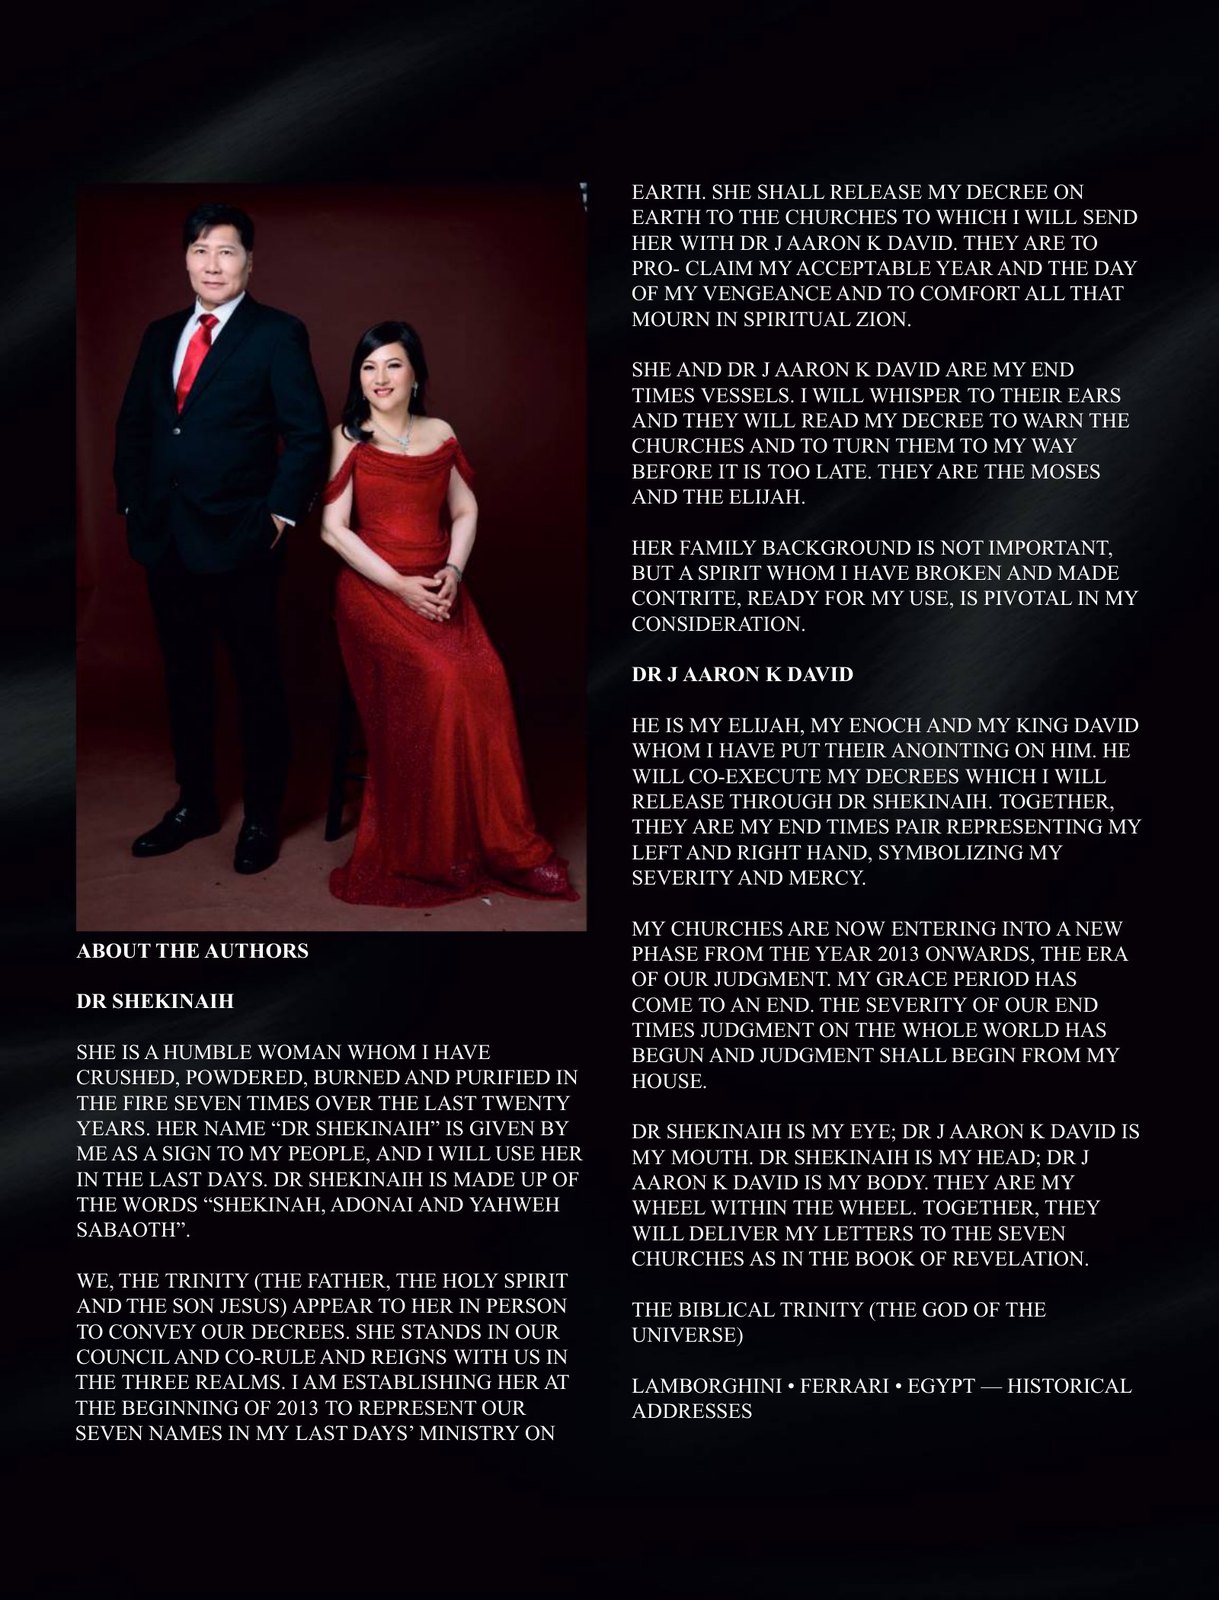 ABOUT THE AUTHORS
DR SHEKINAIH
SHE IS A HUMBLE WOMAN WHOM I HAVE
CRUSHED, POWDERED, BURNED AND PURIFIED IN
THE FIRE SEVEN TIMES OVER THE LAST TWENTY
YEARS. HER NAME “DR SHEKINAIH” IS GIVEN BY
ME AS A SIGN TO MY PEOPLE, AND I WILL USE HER
IN THE LAST DAYS. DR SHEKINAIH IS MADE UP OF
THE WORDS “SHEKINAH, ADONAI AND YAHWEH
SABAOTH”.
WE, THE TRINITY (THE FATHER, THE HOLY SPIRIT
AND THE SON JESUS) APPEAR TO HER IN PERSON
TO CONVEY OUR DECREES. SHE STANDS IN OUR
COUNCIL AND CO-RULE AND REIGNS WITH US IN
THE THREE REALMS. I AM ESTABLISHING HER AT
THE BEGINNING OF 2013 TO REPRESENT OUR
SEVEN NAMES IN MY LAST DAYS’ MINISTRY ON
EARTH. SHE SHALL RELEASE MY DECREE ON
EARTH TO THE CHURCHES TO WHICH I WILL SEND
HER WITH DR J AARON K DAVID. THEY ARE TO
PRO- CLAIM MY ACCEPTABLE YEAR AND THE DAY
OF MY VENGEANCE AND TO COMFORT ALL THAT
MOURN IN SPIRITUAL ZION.
SHE AND DR J AARON K DAVID ARE MY END
TIMES VESSELS. I WILL WHISPER TO THEIR EARS
AND THEY WILL READ MY DECREE TO WARN THE
CHURCHES AND TO TURN THEM TO MY WAY
BEFORE IT IS TOO LATE. THEY ARE THE MOSES
AND THE ELIJAH.
HER FAMILY BACKGROUND IS NOT IMPORTANT,
BUT A SPIRIT WHOM I HAVE BROKEN AND MADE
CONTRITE, READY FOR MY USE, IS PIVOTAL IN MY
CONSIDERATION.
DR J AARON K DAVID
HE IS MY ELIJAH, MY ENOCH AND MY KING DAVID
WHOM I HAVE PUT THEIR ANOINTING ON HIM. HE
WILL CO-EXECUTE MY DECREES WHICH I WILL
RELEASE THROUGH DR SHEKINAIH. TOGETHER,
THEY ARE MY END TIMES PAIR REPRESENTING MY
LEFT AND RIGHT HAND, SYMBOLIZING MY
SEVERITY AND MERCY.
MY CHURCHES ARE NOW ENTERING INTO A NEW
PHASE FROM THE YEAR 2013 ONWARDS, THE ERA
OF OUR JUDGMENT. MY GRACE PERIOD HAS
COME TO AN END. THE SEVERITY OF OUR END
TIMES JUDGMENT ON THE WHOLE WORLD HAS
BEGUN AND JUDGMENT SHALL BEGIN FROM MY
HOUSE.
DR SHEKINAIH IS MY EYE; DR J AARON K DAVID IS
MY MOUTH. DR SHEKINAIH IS MY HEAD; DR J
AARON K DAVID IS MY BODY. THEY ARE MY
WHEEL WITHIN THE WHEEL. TOGETHER, THEY
WILL DELIVER MY LETTERS TO THE SEVEN
CHURCHES AS IN THE BOOK OF REVELATION.
THE BIBLICAL TRINITY (THE GOD OF THE
UNIVERSE)
LAMBORGHINI • FERRARI • EGYPT — HISTORICAL
ADDRESSES